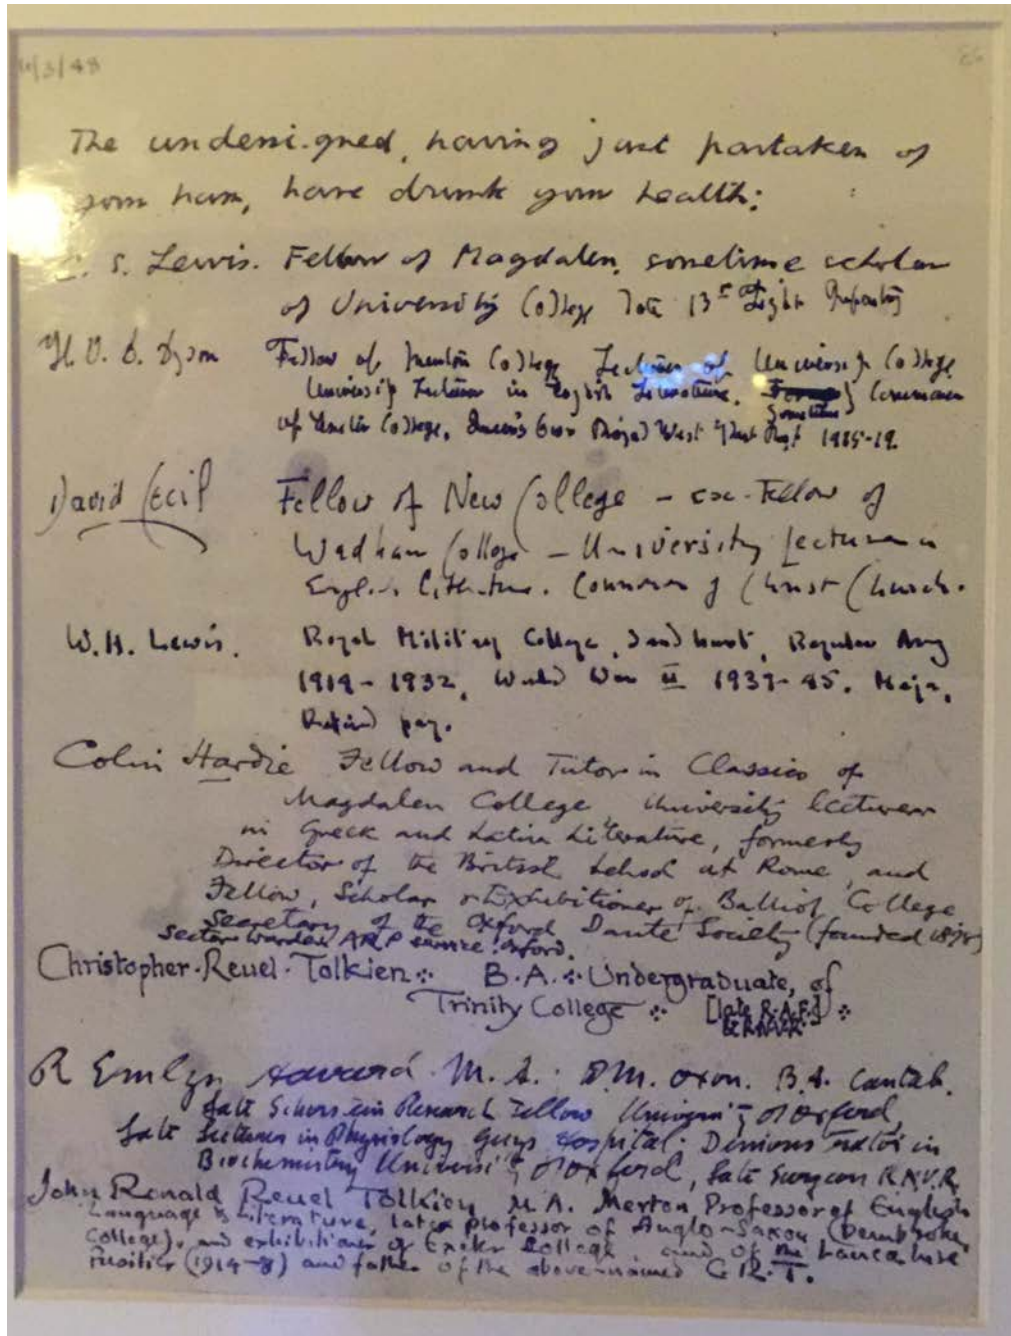 11/3/48
The undersigned, having just partaken of
your ham, have drunk your health:
C. S. Lewis. Fellow of Magdalen, sometime scholar
of University College late 13th Light Infantry
H. V. D. Dyson Fellow of Merton College Lecturer of University College
University Lecturer in English Literature, Sometime Commoner
of Exeter College, Queen's Own Royal West Kent Regt 1915-19.
David Cecil Fellow of New College – ex-Fellow of
Wadham College – University Lecturer in
English Literature. Commoner of Christ Church.
W. H. Lewis. Royal Military College, Sandhurst, Regular Army
1914-1932, World War II 1939-45. Major,
Retired pay.
Colin Hardie Fellow and Tutor in Classics of
Magdalen College University Lecturer
in Greek and Latin Literature, formerly
Director of the British School at Rome, and
Fellow, Scholar & Exhibitioner of Balliol College
Secretary of the Oxford Dante Society (founded
Sector Warden A.R.P service Oxford.
Christopher·Reuel·Tolkien B.A. Undergraduate, of
Trinity College [late R.A.F.]
R Emlyn Havard. M.A. D.M. Oxon. B.A. Cantab.
Late Research Fellow University of Oxford,
Late Lecturer in Physiology Guys Hospital. Demonstrator in
Biochemistry University of Oxford, late Surgeon R.N.V.R.
John Ronald Reuel Tolkien M.A. Merton Professor of English
Language & Literature, late professor of Anglo-Saxon (Pembroke
College), and exhibitioner of Exeter College, and of the Lancashire
Fusiliers (1914-8) and father of the above-named C.R.T.